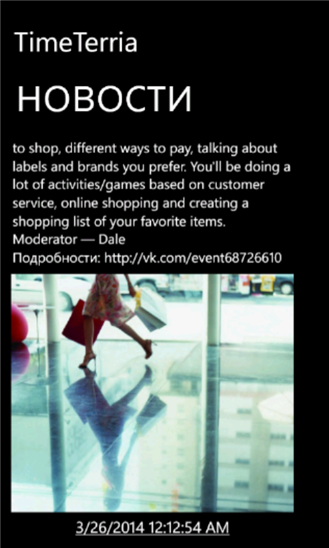 TimeTerria
НОВОСТИ
to shop, different ways to pay, talking about
labels and brands you prefer. You'll be doing a
lot of activities/games based on customer
service, online shopping and creating a
shopping list of your favorite items.
Moderator — Dale
Подробности: http://vk.com/event68726610
3/26/2014 12:12:54 AM